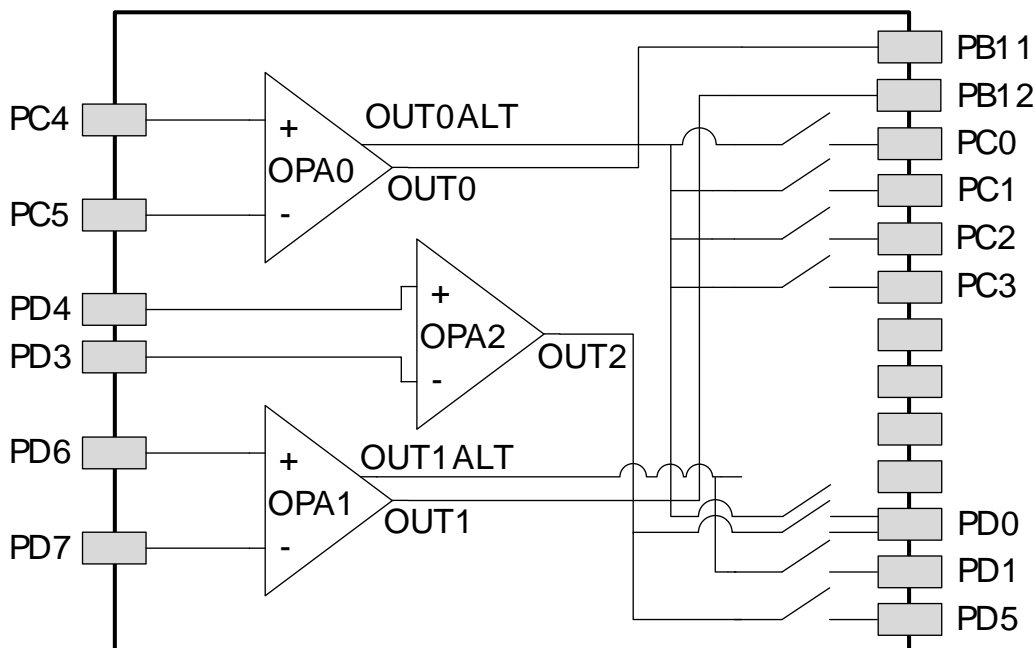 PB11
PB12
PC4
+
OUT0ALT
PC0
OPA0
OUT0
PC1
PC5
-
PC2
PC3
PD4
+
OPA2
OUT2
PD3
-
PD6
+
OUT1ALT
OPA1
OUT1
PD0
PD7
-
PD1
PD5